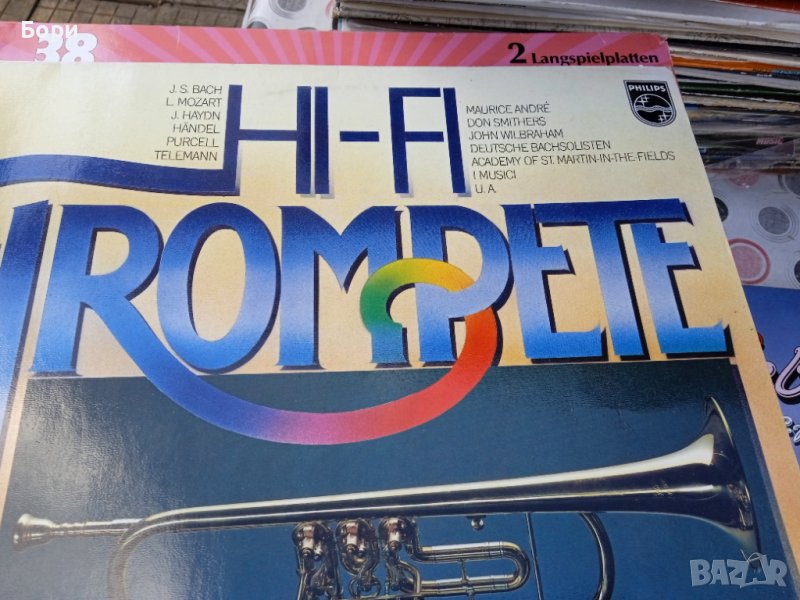 Бори
38
2 Langspielplatten
J. S. BACH
L. MOZART
J. HAYDN
HÄNDEL
PURCELL
TELEMANN
HI-FI
MAURICE ANDRÉ
DON SMITHERS
JOHN WILBRAHAM
DEUTSCHE BACHSOLISTEN
ACADEMY OF ST. MARTIN-IN-THE-FIELDS
I MUSICI
U. A.
PHILIPS
TROMPETE
BAZAR